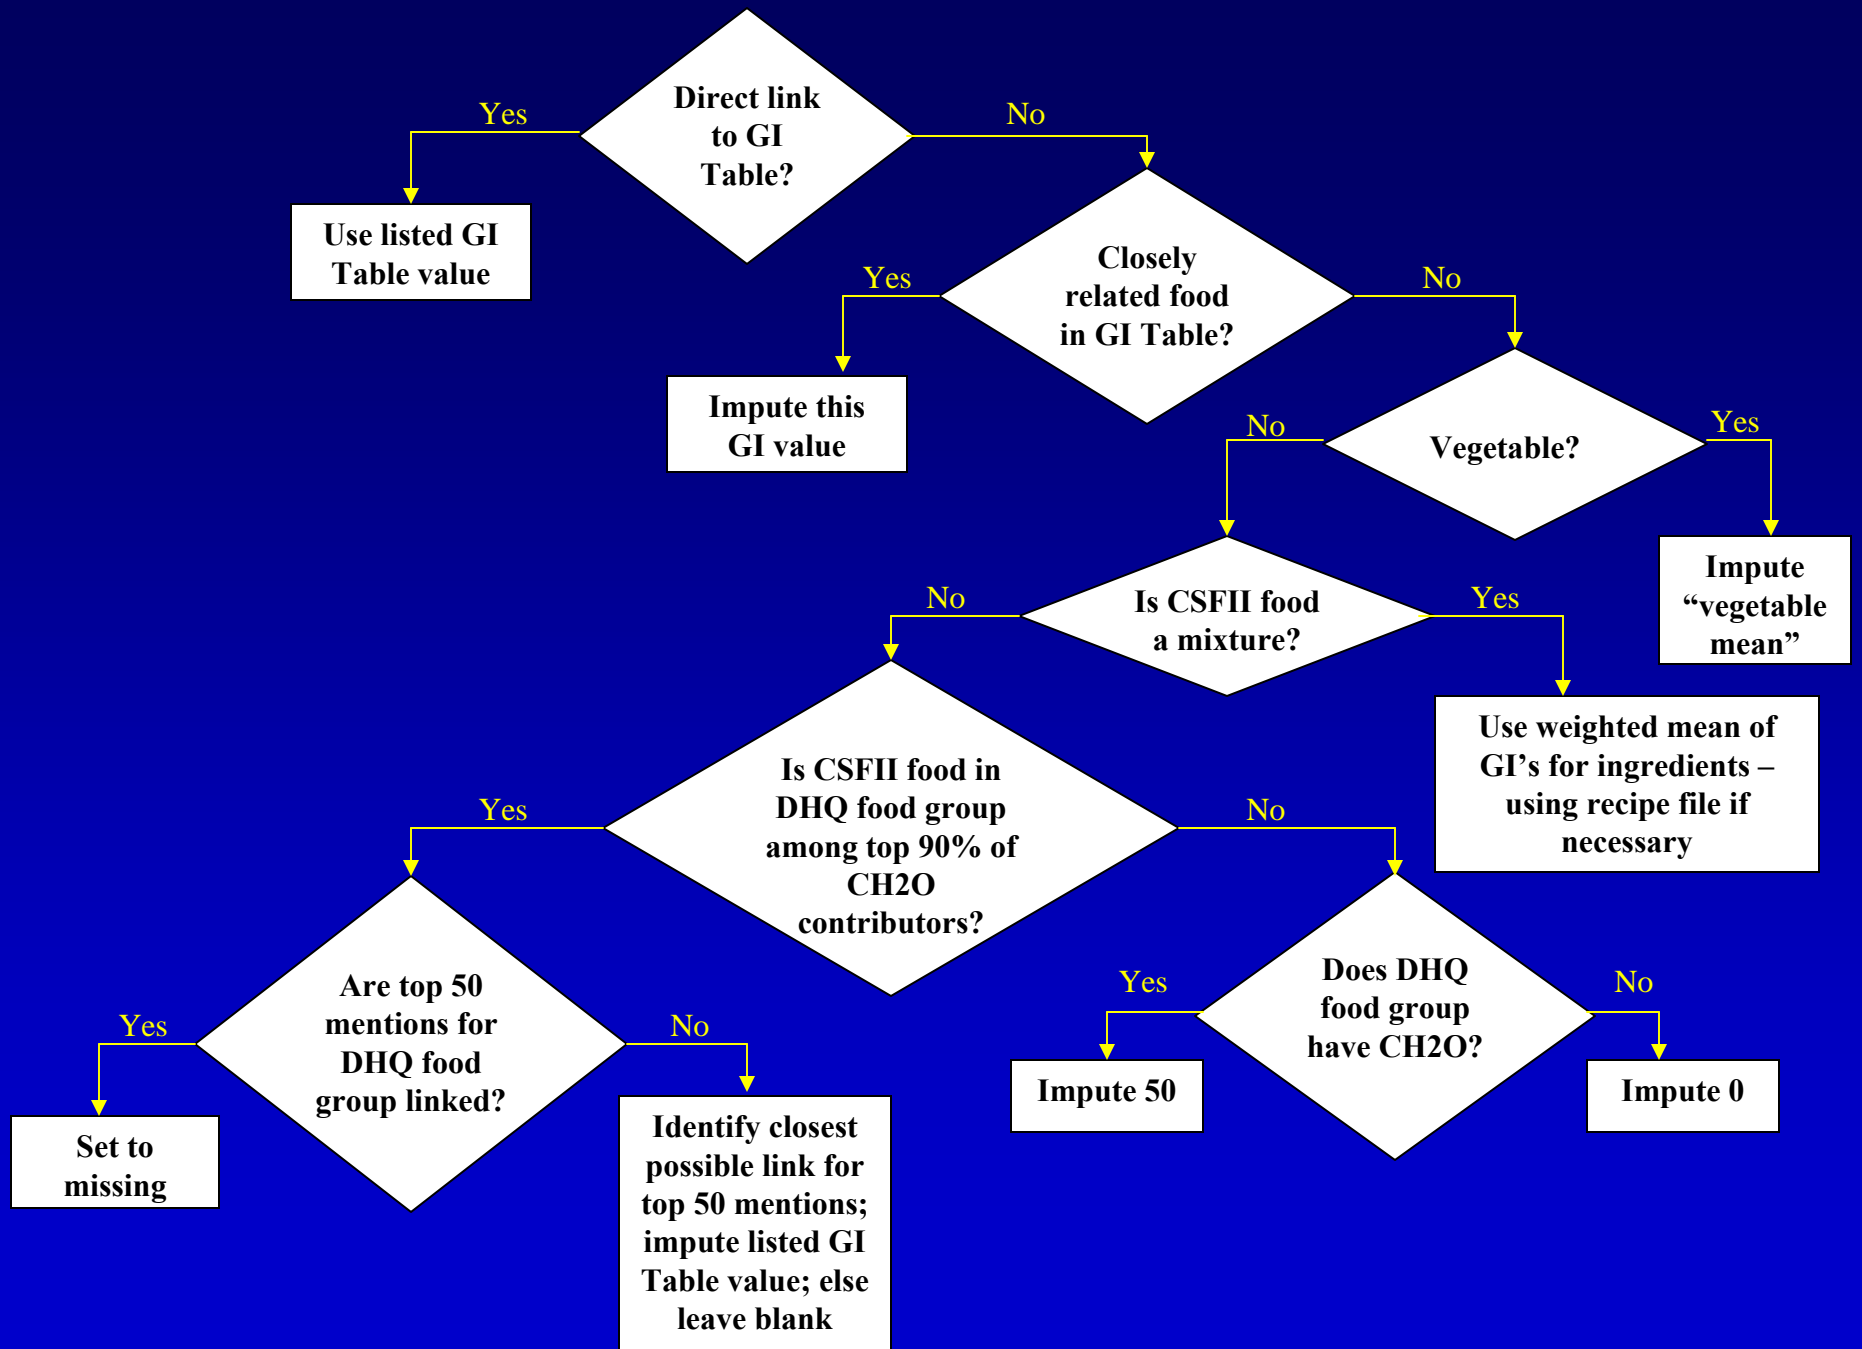 Direct link
to GI
Table?
Yes
No
Use listed GI
Table value
Closely
related food
in GI Table?
Yes
No
Impute this
GI value
Vegetable?
No
Yes
Impute
“vegetable
mean”
Is CSFII food
a mixture?
No
Yes
Use weighted mean of
GI’s for ingredients –
using recipe file if
necessary
Is CSFII food in
DHQ food group
among top 90% of
CH2O
contributors?
Yes
No
Are top 50
mentions for
DHQ food
group linked?
Yes
No
Set to
missing
Identify closest
possible link for
top 50 mentions;
impute listed GI
Table value; else
leave blank
Does DHQ
food group
have CH2O?
Yes
No
Impute 50
Impute 0